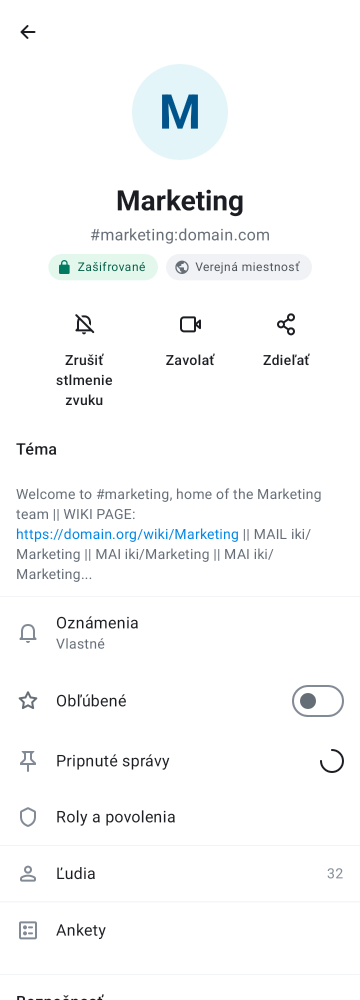 M
Marketing
#marketing:domain.com
Zašifrované
Verejná miestnosť
Zrušiť
stlmenie
zvuku
Zavolať
Zdieľať
Téma
Welcome to #marketing, home of the Marketing
team || WIKI PAGE:
https://domain.org/wiki/Marketing || MAIL iki/
Marketing || MAI iki/Marketing || MAI iki/
Marketing...
Oznámenia
Vlastné
Obľúbené
Pripnuté správy
Roly a povolenia
Ľudia
32
Ankety
Bezpečnosť